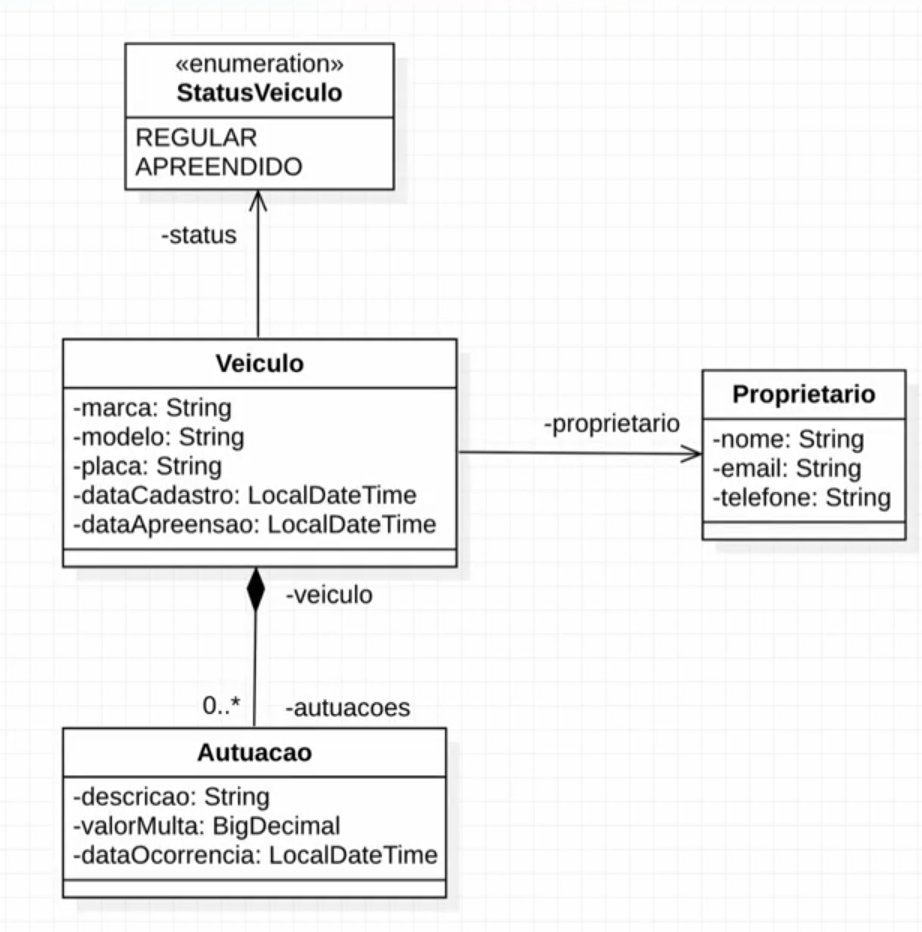 «enumeration»
StatusVeiculo
REGULAR
APREENDIDO
-status
Veiculo
-marca: String
-modelo: String
-placa: String
-dataCadastro: LocalDateTime
-dataApreensao: LocalDateTime
-proprietario
Proprietario
-nome: String
-email: String
-telefone: String
-veiculo
0..* -autuacoes
Autuacao
-descricao: String
-valorMulta: BigDecimal
-dataOcorrencia: LocalDateTime